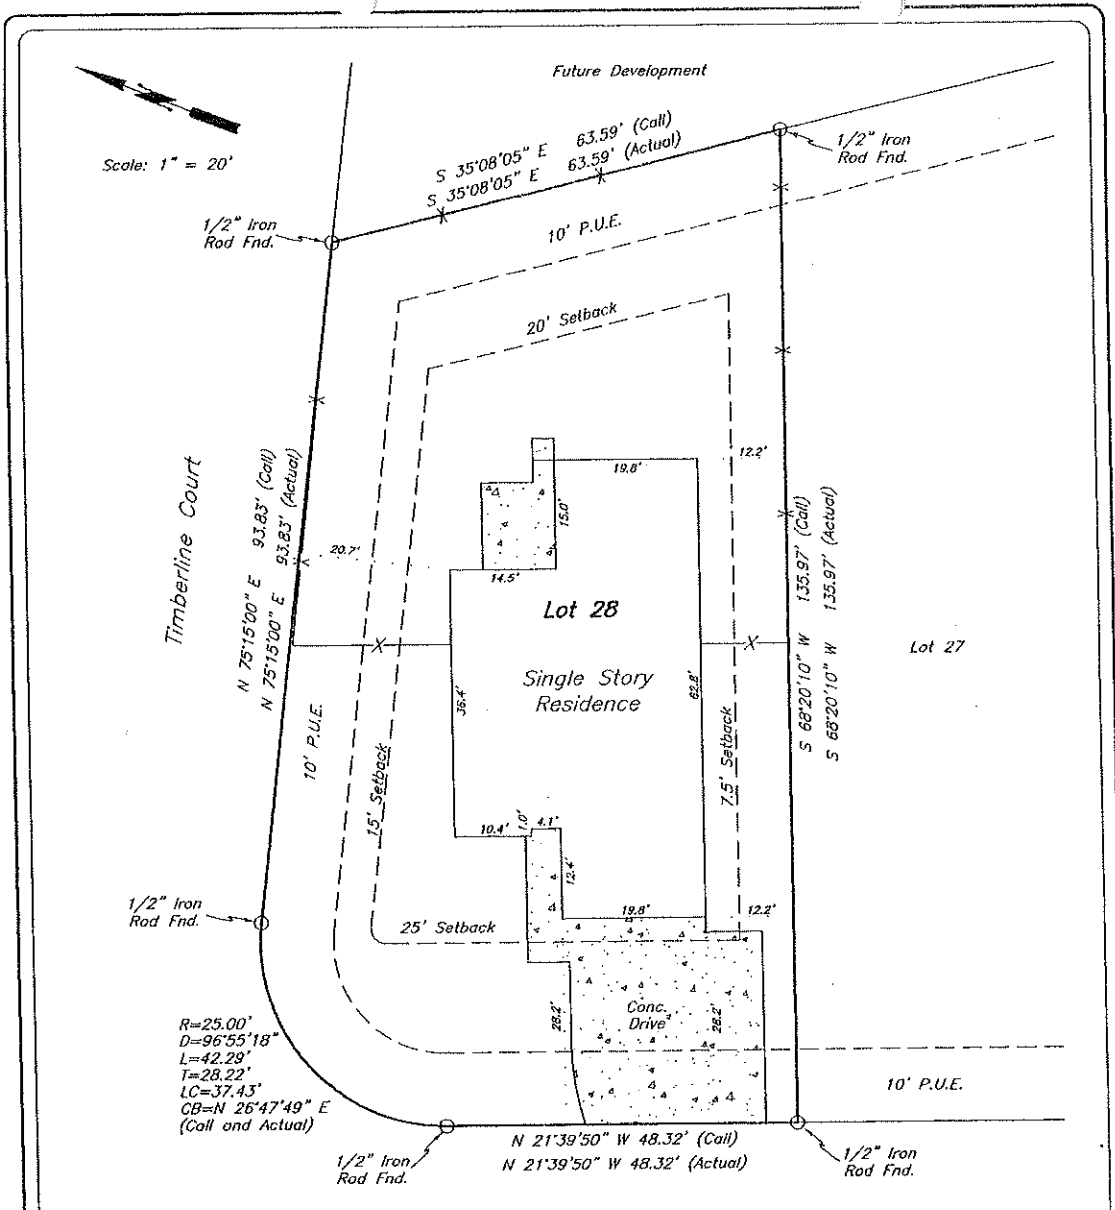 Future Development
Scale: 1" = 20'
S 35°08'05" E 63.59' (Call)
S 35°08'05" E 63.59' (Actual)
1/2" Iron
Rod Fnd.
1/2" Iron
Rod Fnd.
10' P.U.E.
20' Setback
Timberline Court
N 75°15'00" E 93.83' (Call)
N 75°15'00" E 93.83' (Actual)
19.8'
12.2'
15.0'
20.7'
14.5'
Lot 28
Single Story
Residence
36.4'
62.8'
S 68°20'10" W 135.97' (Call)
S 68°20'10" W 135.97' (Actual)
Lot 27
10' P.U.E.
15' Setback
7.5' Setback
10.4'
1.0'
4.1'
12.4'
19.8'
12.2'
1/2" Iron
Rod Fnd.
25' Setback
28.2'
Conc.
Drive
28.2'
R=25.00'
D=96°55'18"
L=42.29'
T=28.22'
LC=37.43'
CB=N 26°47'49" E
(Call and Actual)
10' P.U.E.
N 21°39'50" W 48.32' (Call)
N 21°39'50" W 48.32' (Actual)
1/2" Iron
Rod Fnd.
1/2" Iron
Rod Fnd.